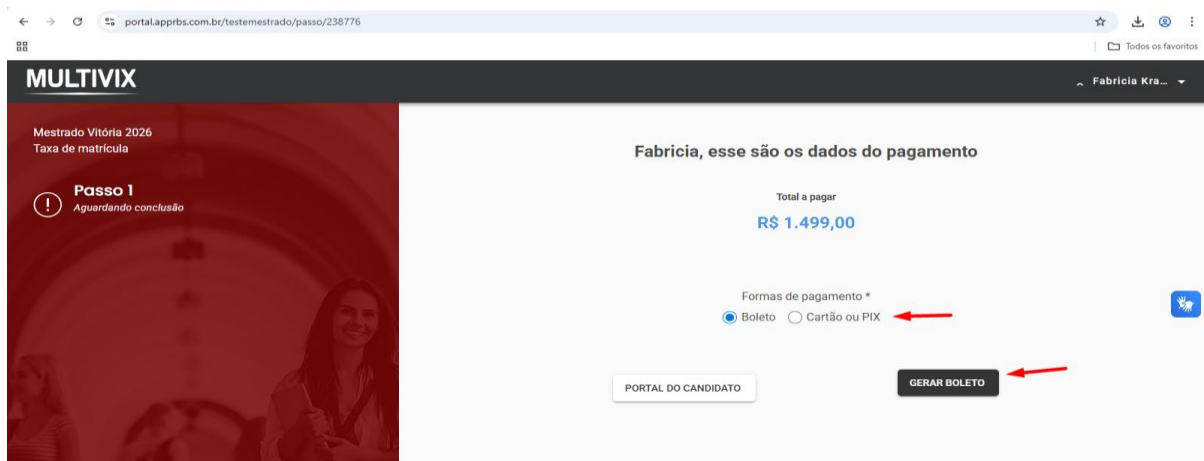 portal.apprbs.com.br/testemestrado/passo/238776
Todos os favoritos
MULTIVIX
Fabricia Kra...
Mestrado Vitória 2026
Taxa de matrícula
Passo 1
Aguardando conclusão
Fabricia, esse são os dados do pagamento
Total a pagar
R$ 1.499,00
Formas de pagamento *
Boleto Cartão ou PIX
PORTAL DO CANDIDATO GERAR BOLETO